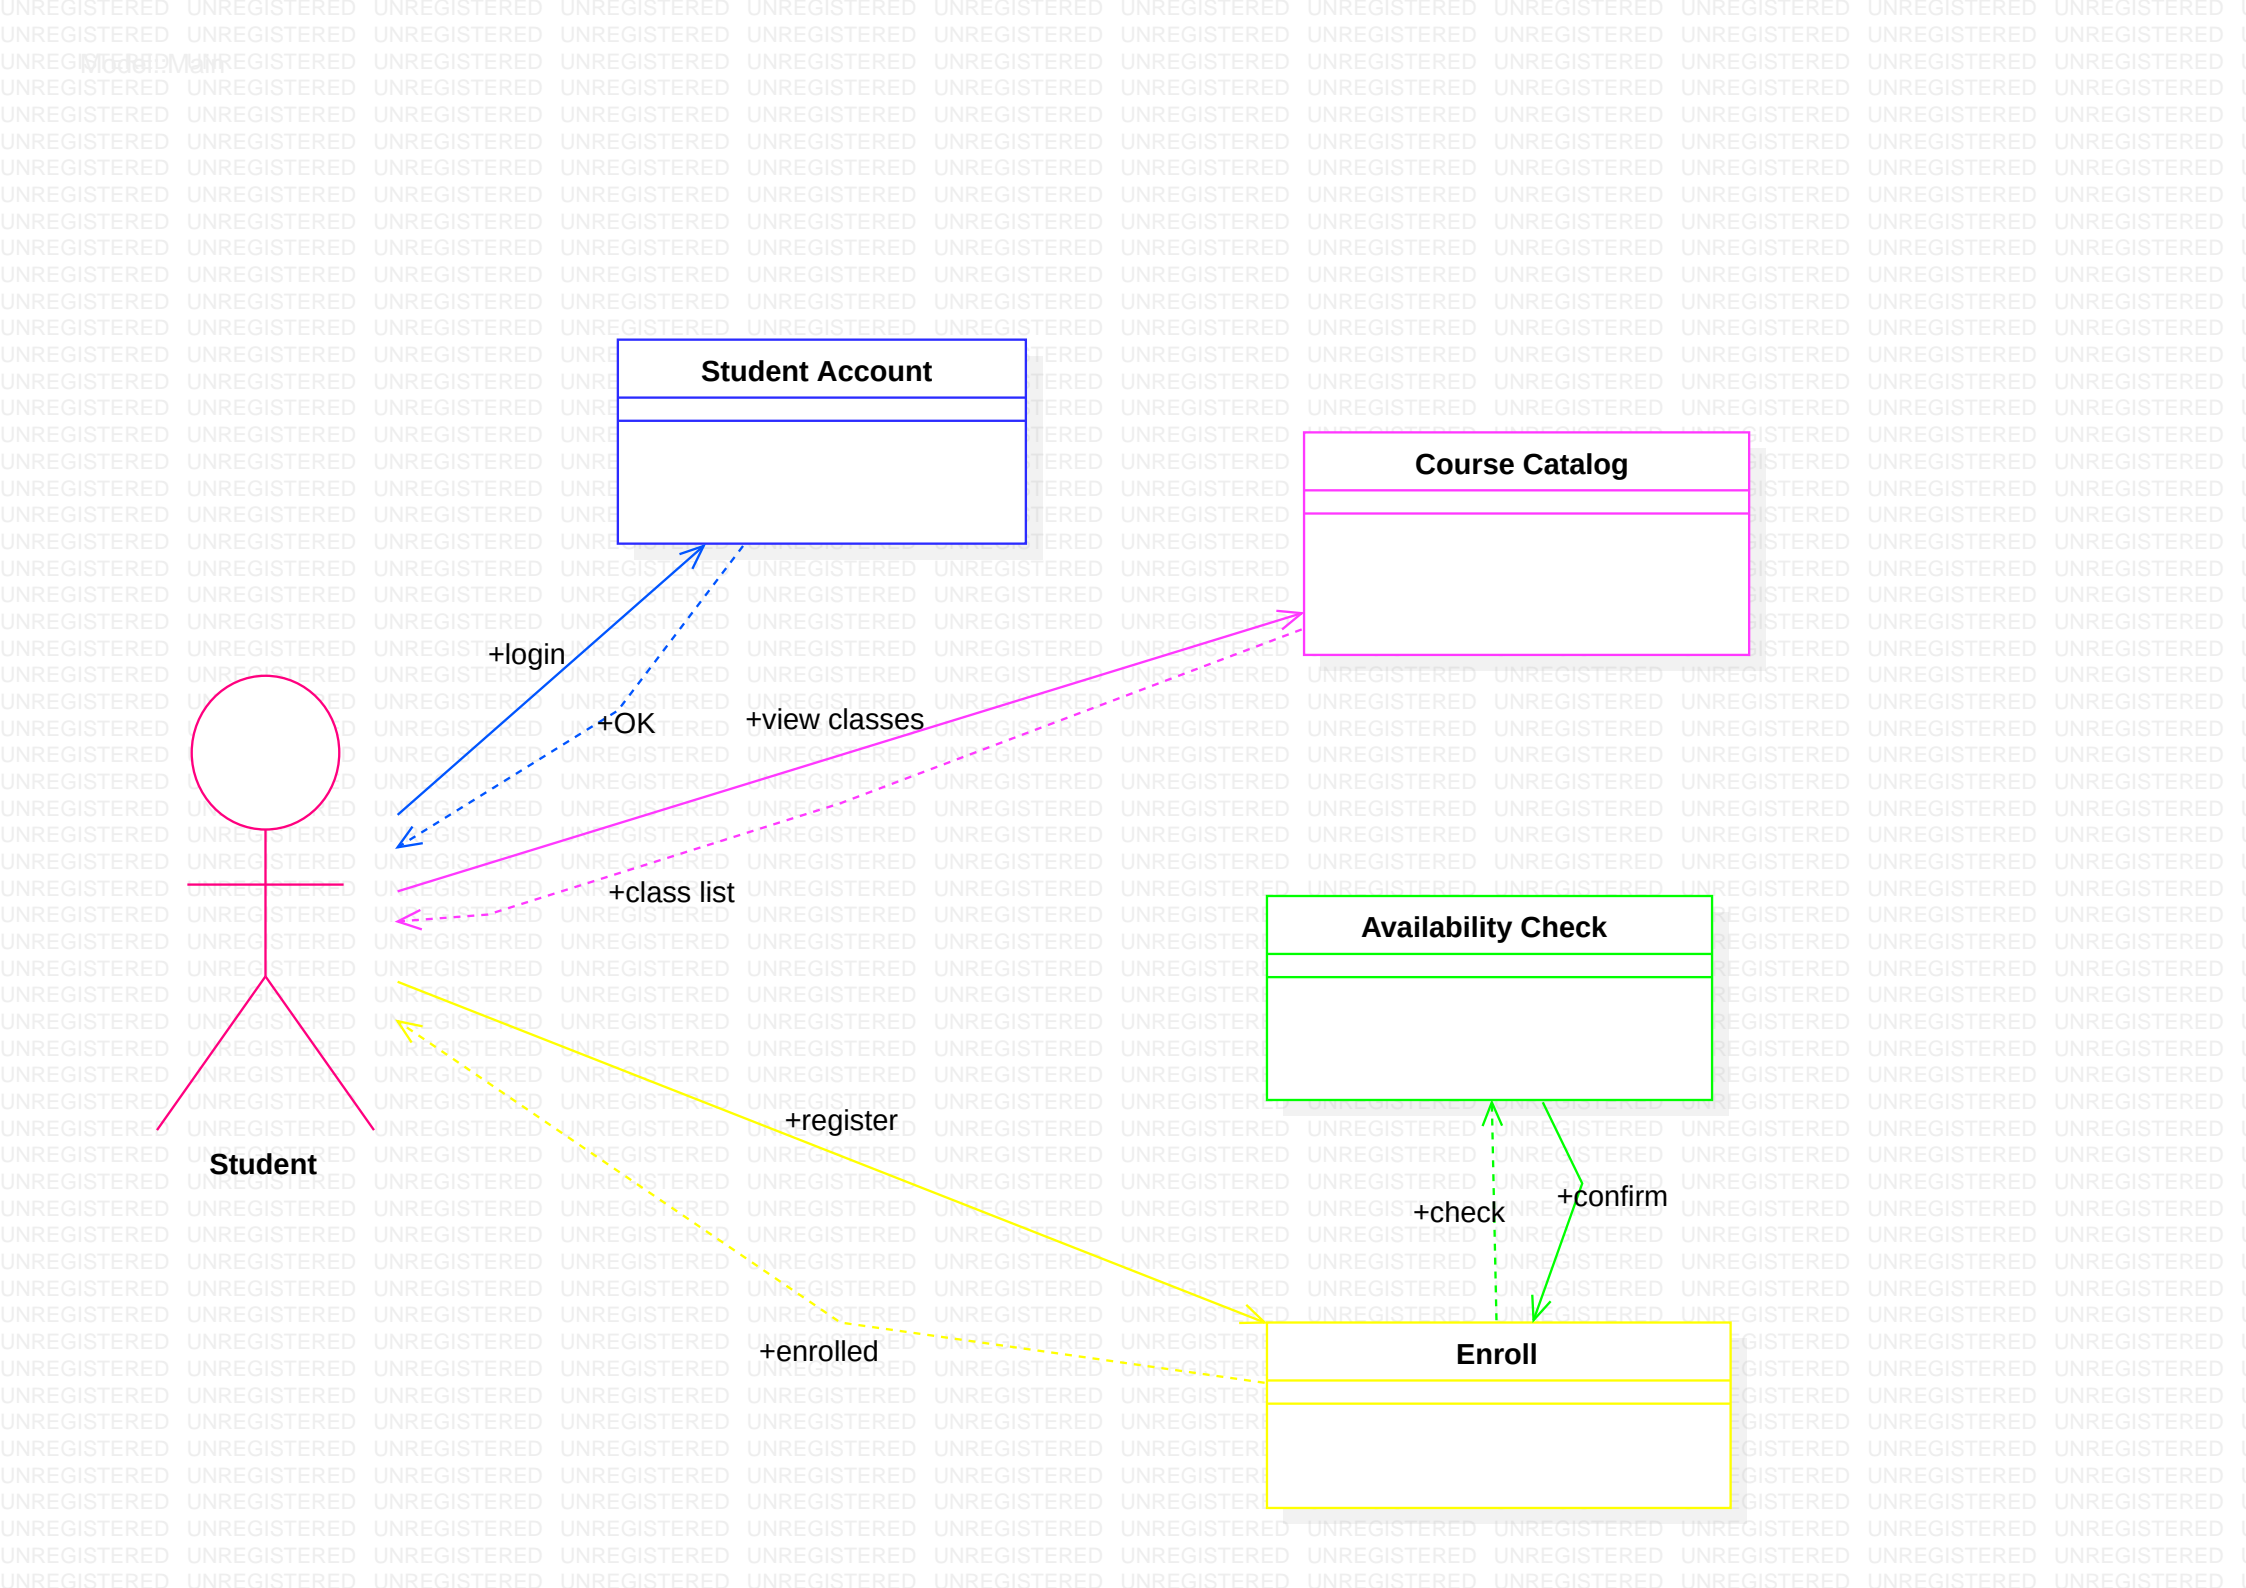 Model::Main
Student Account
Course Catalog
+login
+OK
+view classes
+class list
Availability Check
+register
Student
+check
+confirm
+enrolled
Enroll
UNREGISTERED